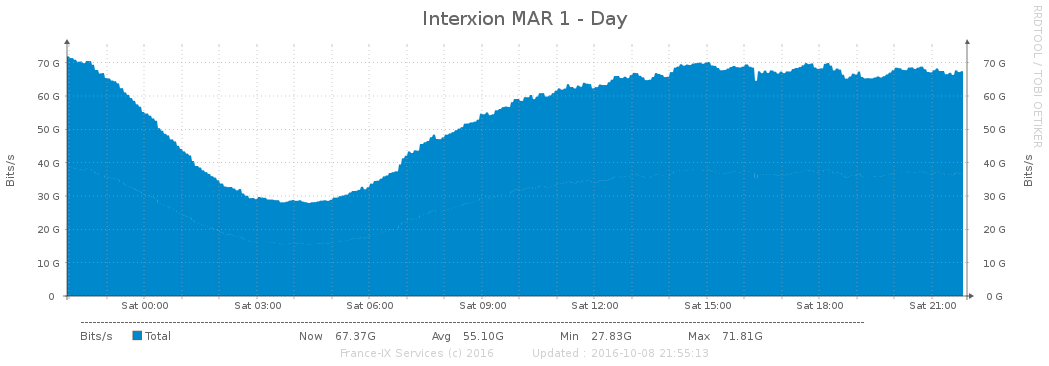 Interxion MAR 1 - Day
RRDTOOL / TOBI OETIKER
Bits/s
Bits/s
70 G 70 G
60 G 60 G
50 G 50 G
40 G 40 G
30 G 30 G
20 G 20 G
10 G 10 G
0 0 G
Sat 00:00 Sat 03:00 Sat 06:00 Sat 09:00 Sat 12:00 Sat 15:00 Sat 18:00 Sat 21:00
Bits/s Total Now 67.37G Avg 55.10G Min 27.83G Max 71.81G
France-IX Services (c) 2016 Updated : 2016-10-08 21:55:13